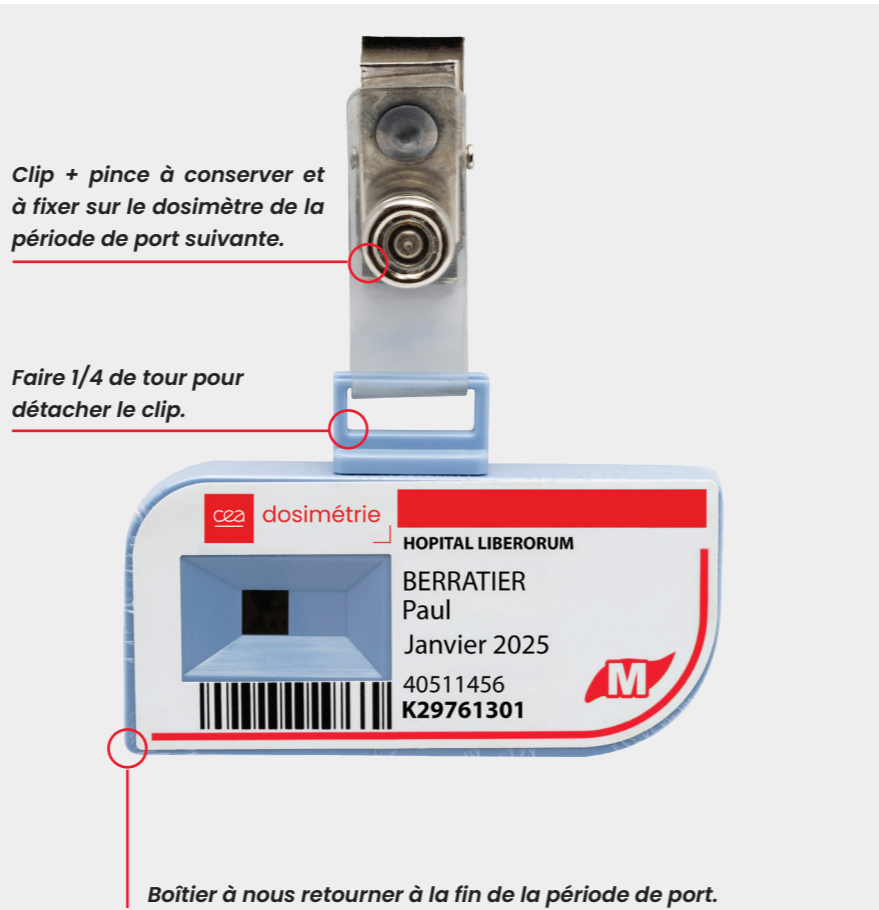 Clip + pince à conserver et
à fixer sur le dosimètre de la
période de port suivante.
Faire 1/4 de tour pour
détacher le clip.
cea dosimétrie
HOPITAL LIBERORUM
BERRATIER
Paul
Janvier 2025
40511456
K29761301
M
Boîtier à nous retourner à la fin de la période de port.